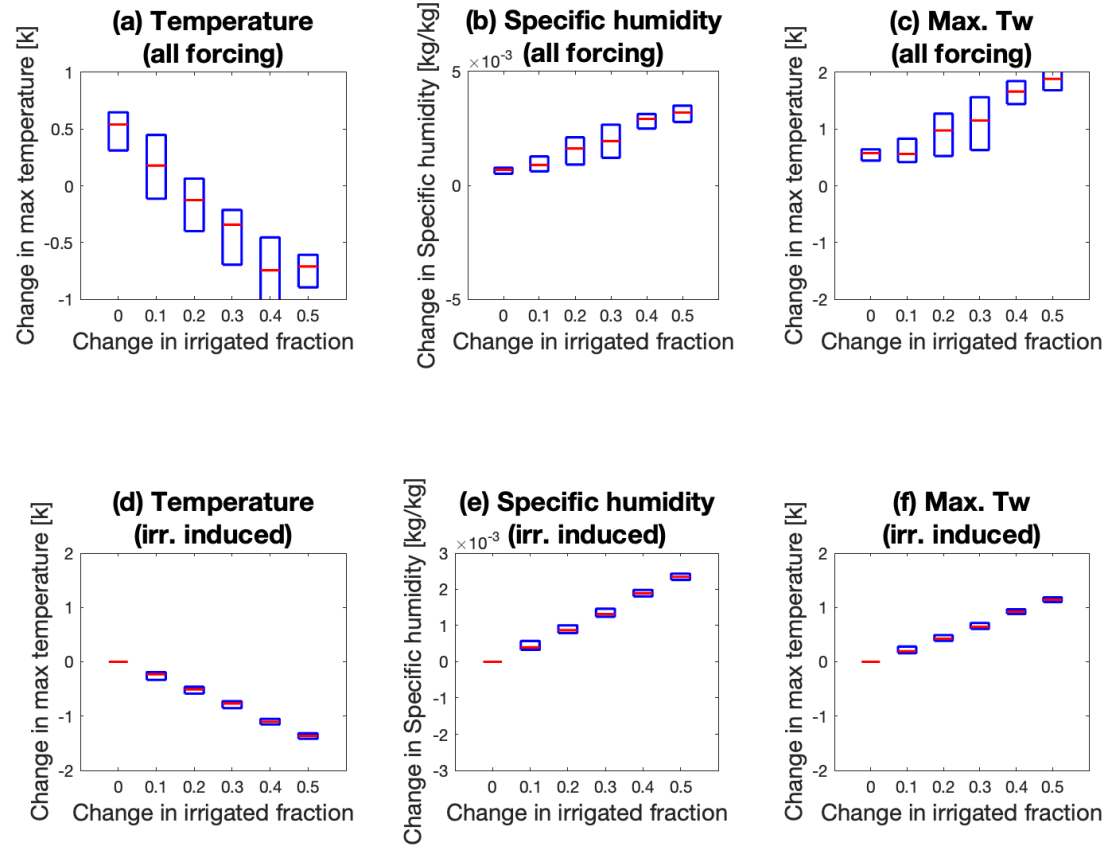 (a) Temperature
(all forcing)
Change in max temperature [k]
1
0.5
0
-0.5
-1
0 0.1 0.2 0.3 0.4 0.5
Change in irrigated fraction
(b) Specific humidity
(all forcing)
×10⁻³
Change in Specific humidity [kg/kg]
5
0
-5
0 0.1 0.2 0.3 0.4 0.5
Change in irrigated fraction
(c) Max. Tw
(all forcing)
Change in max temperature [k]
2
1
0
-1
-2
0 0.1 0.2 0.3 0.4 0.5
Change in irrigated fraction
(d) Temperature
(irr. induced)
Change in max temperature [k]
2
1
0
-1
-2
0 0.1 0.2 0.3 0.4 0.5
Change in irrigated fraction
(e) Specific humidity
(irr. induced)
×10⁻³
Change in Specific humidity [kg/kg]
3
2
1
0
-1
-2
-3
0 0.1 0.2 0.3 0.4 0.5
Change in irrigated fraction
(f) Max. Tw
(irr. induced)
Change in max temperature [k]
2
1
0
-1
-2
0 0.1 0.2 0.3 0.4 0.5
Change in irrigated fraction